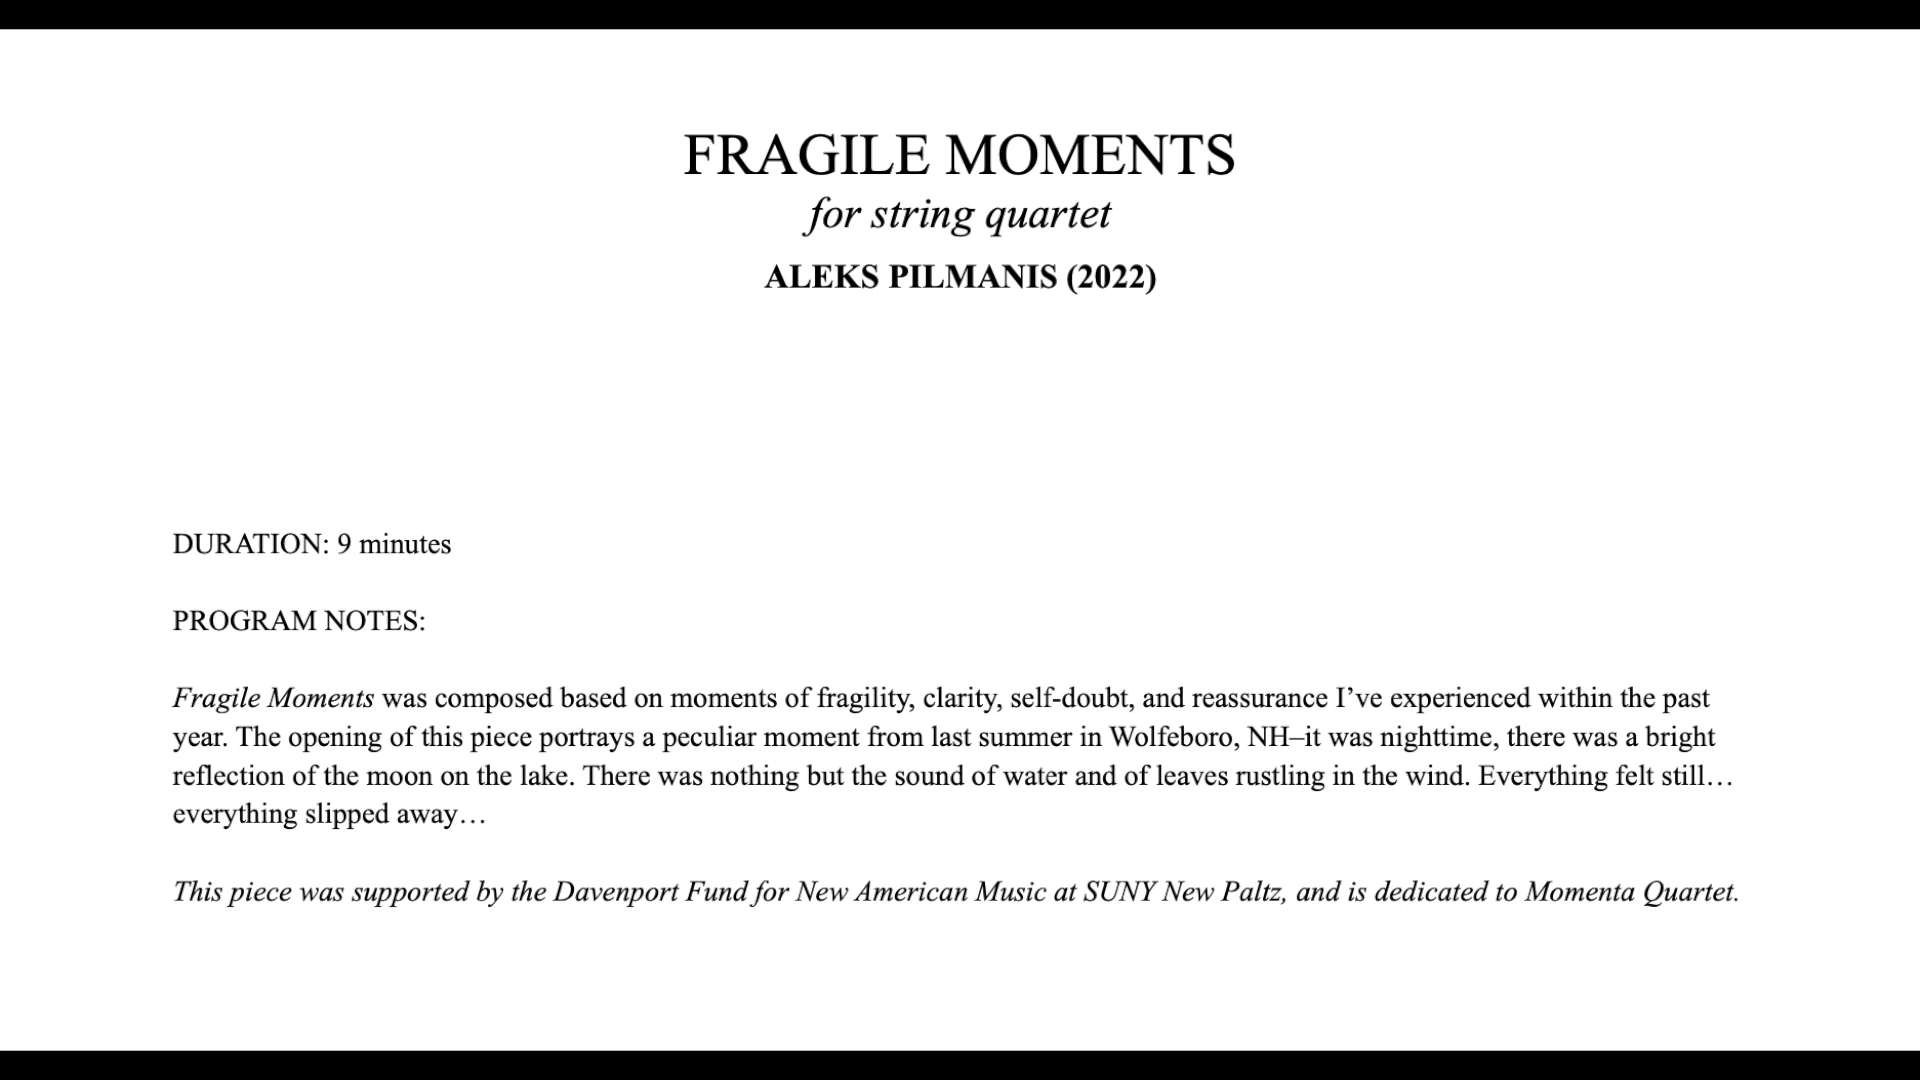 FRAGILE MOMENTS
for string quartet
ALEKS PILMANIS (2022)
DURATION: 9 minutes
PROGRAM NOTES:
Fragile Moments was composed based on moments of fragility, clarity, self-doubt, and reassurance I’ve experienced within the past
year. The opening of this piece portrays a peculiar moment from last summer in Wolfeboro, NH–it was nighttime, there was a bright
reflection of the moon on the lake. There was nothing but the sound of water and of leaves rustling in the wind. Everything felt still…
everything slipped away…
This piece was supported by the Davenport Fund for New American Music at SUNY New Paltz, and is dedicated to Momenta Quartet.